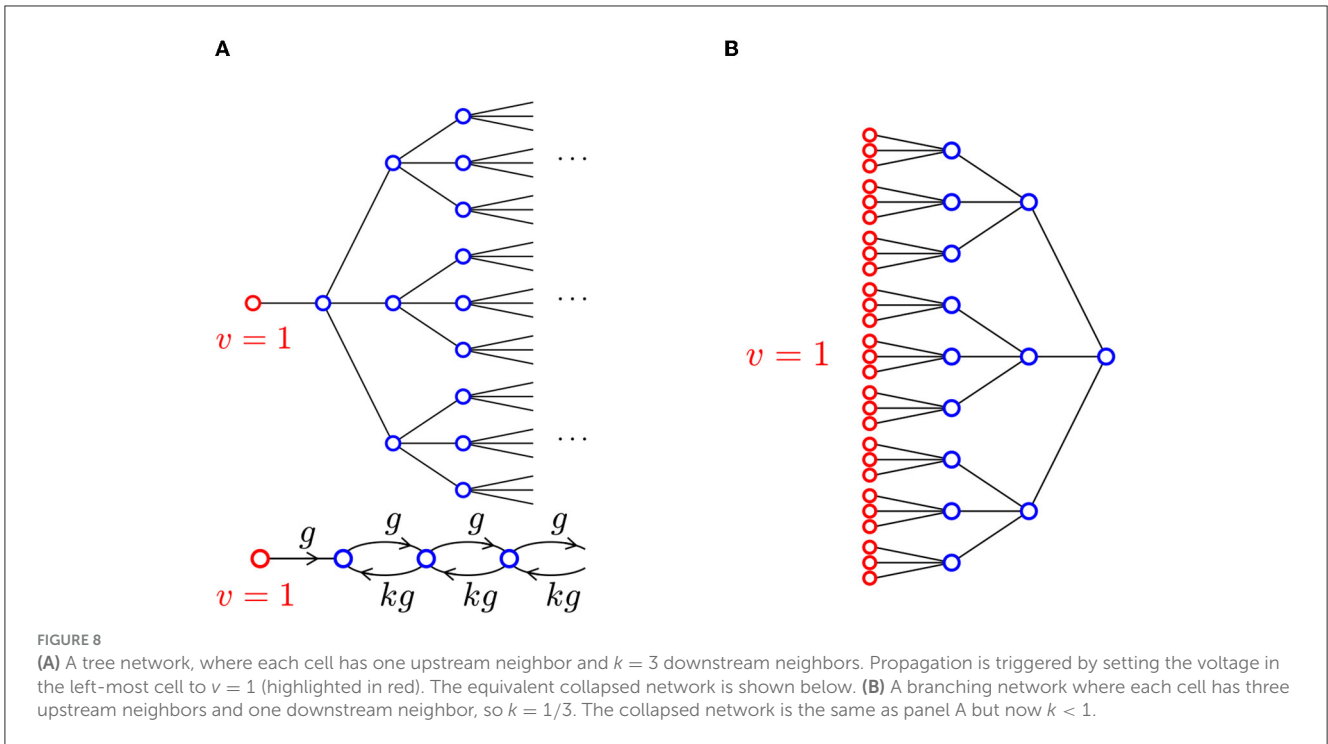 A
B
...
...
...
v = 1
v = 1
g
g
g
g
kg
kg
kg
v = 1
FIGURE 8
(A) A tree network, where each cell has one upstream neighbor and k = 3 downstream neighbors. Propagation is triggered by setting the voltage in
the left-most cell to v = 1 (highlighted in red). The equivalent collapsed network is shown below. (B) A branching network where each cell has three
upstream neighbors and one downstream neighbor, so k = 1/3. The collapsed network is the same as panel A but now k < 1.